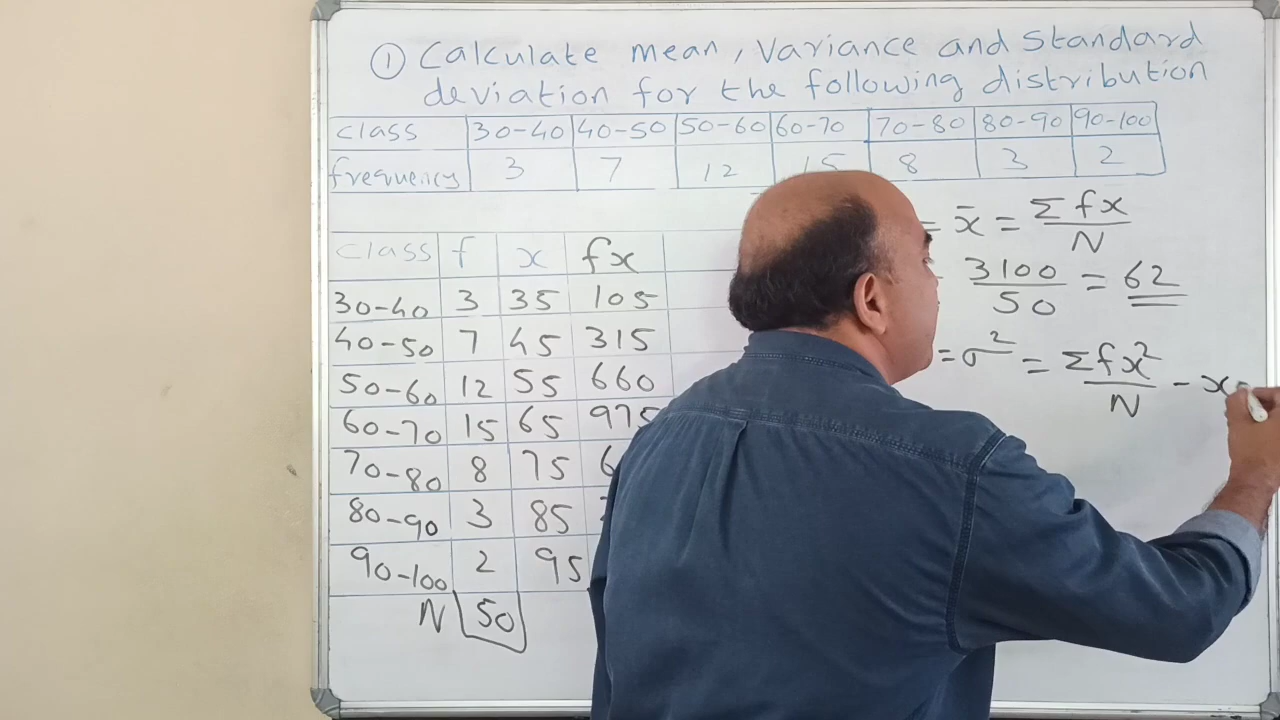 ① Calculate mean, variance and standard
deviation for the following distribution
class 30-40 40-50 50-60 60-70 70-80 80-90 90-100
frequency 3 7 12 15 8 3 2
class f x fx
30-40 3 35 105
40-50 7 45 315
50-60 12 55 660
60-70 15 65 975
70-80 8 75 6
80-90 3 85
90-100 2 95
N 50
= x̄ = Σfx / N
3100 / 50 = 62
= σ² = Σfx² / N - x